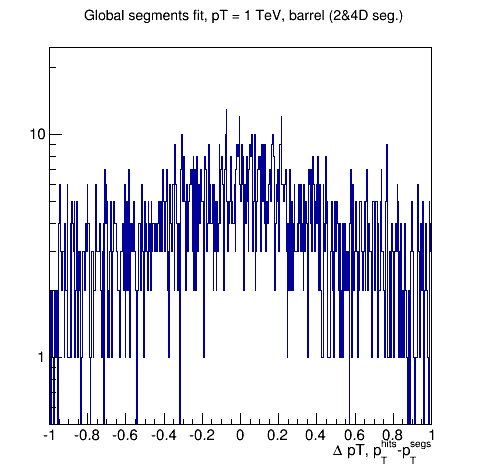 Global segments fit, pT = 1 TeV, barrel (2&4D seg.)
10
1
-1 -0.8 -0.6 -0.4 -0.2 0 0.2 0.4 0.6 0.8 1
Δ pT, p_T^hits-p_T^segs